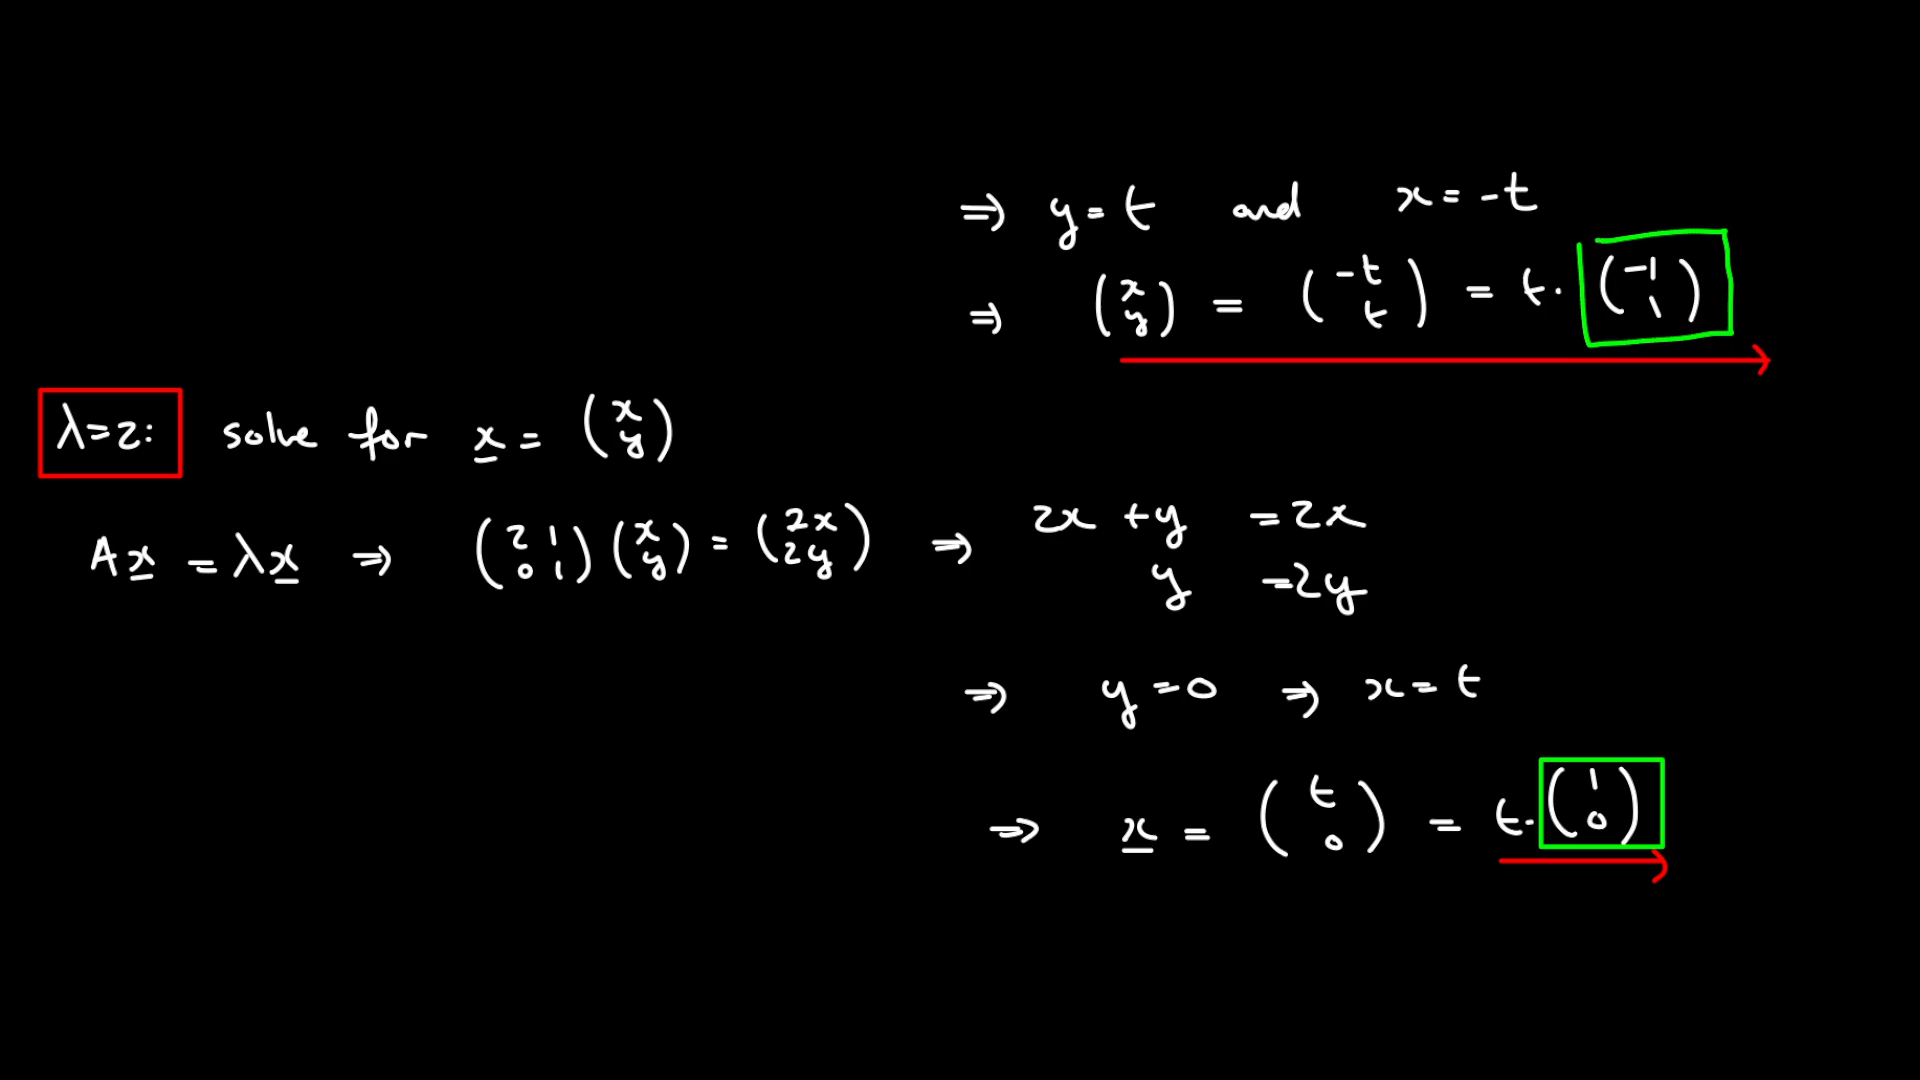 ⇒ y = t and x = -t
⇒ (x y) = (-t t) = t · (-1 1)
λ=2: solve for x = (x y)
Ax = λx ⇒ (2 1 0 1)(x y) = (2x 2y) ⇒ 2x + y = 2x
y = 2y
⇒ y = 0 ⇒ x = t
⇒ x = (t 0) = t · (1 0)